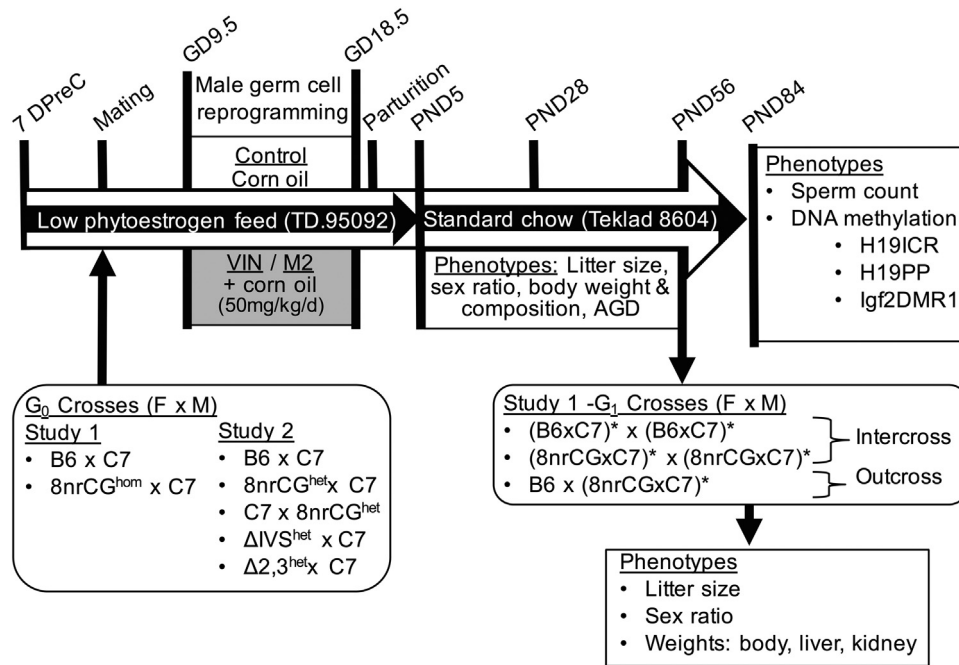 7 DPreC
Mating
GD9.5
GD18.5
Parturition
PND5
PND28
PND56
PND84
Male germ cell
reprogramming
Control
Corn oil
Low phytoestrogen feed (TD.95092)
Standard chow (Teklad 8604)
VIN / M2
+ corn oil
(50mg/kg/d)
Phenotypes: Litter size,
sex ratio, body weight &
composition, AGD
Phenotypes
• Sperm count
• DNA methylation
• H19ICR
• H19PP
• Igf2DMR1
G0 Crosses (F x M)
Study 1
• B6 x C7
• 8nrCGhom x C7
Study 2
• B6 x C7
• 8nrCGhet x C7
• C7 x 8nrCGhet
• ΔIVShet x C7
• Δ2,3het x C7
Study 1 -G1 Crosses (F x M)
• (B6xC7)* x (B6xC7)*
• (8nrCGxC7)* x (8nrCGxC7)*
Intercross
• B6 x (8nrCGxC7)*
Outcross
Phenotypes
• Litter size
• Sex ratio
• Weights: body, liver, kidney